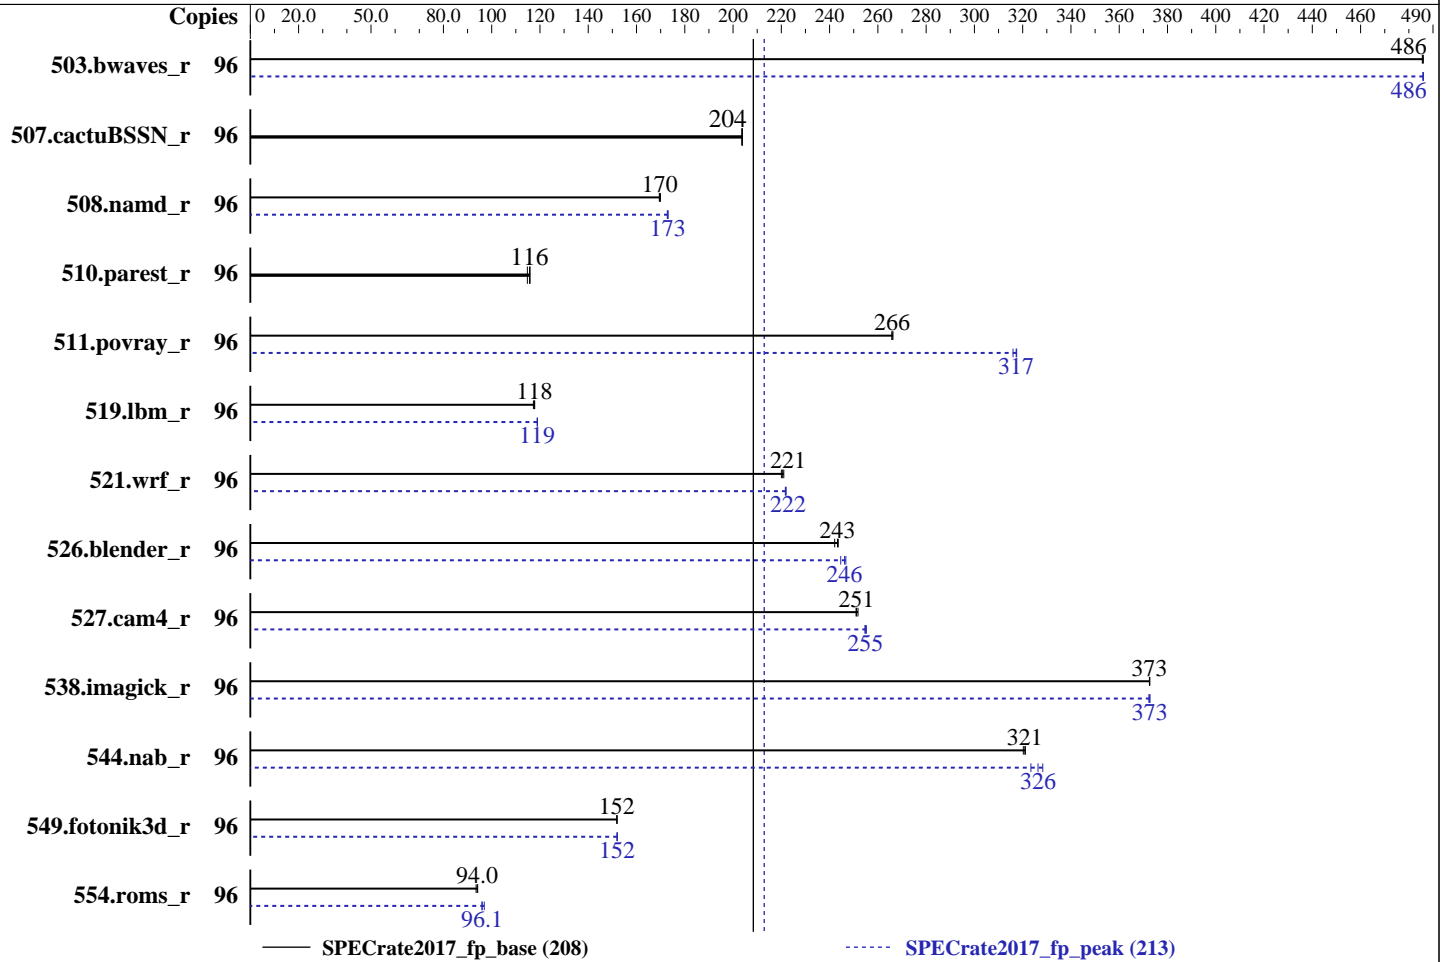 Copies 0 20.0 50.0 80.0 100 120 140 160 180 200 220 240 260 280 300 320 340 360 380 400 420 440 460 490
486
503.bwaves_r 96
486
204
507.cactuBSSN_r 96
170
508.namd_r 96
173
116
510.parest_r 96
266
511.povray_r 96
317
118
519.lbm_r 96
119
221
521.wrf_r 96
222
243
526.blender_r 96
246
251
527.cam4_r 96
255
373
538.imagick_r 96
373
321
544.nab_r 96
326
152
549.fotonik3d_r 96
152
94.0
554.roms_r 96
96.1
SPECrate2017_fp_base (208) SPECrate2017_fp_peak (213)